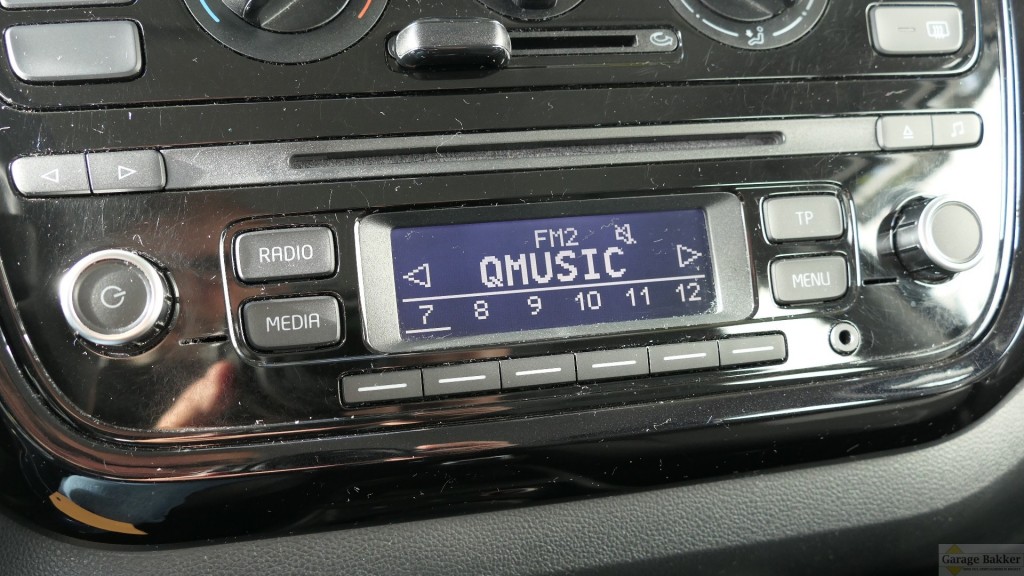 RADIO
MEDIA
FM2
QMUSIC
7 8 9 10 11 12
TP
MENU
Garage Bakker